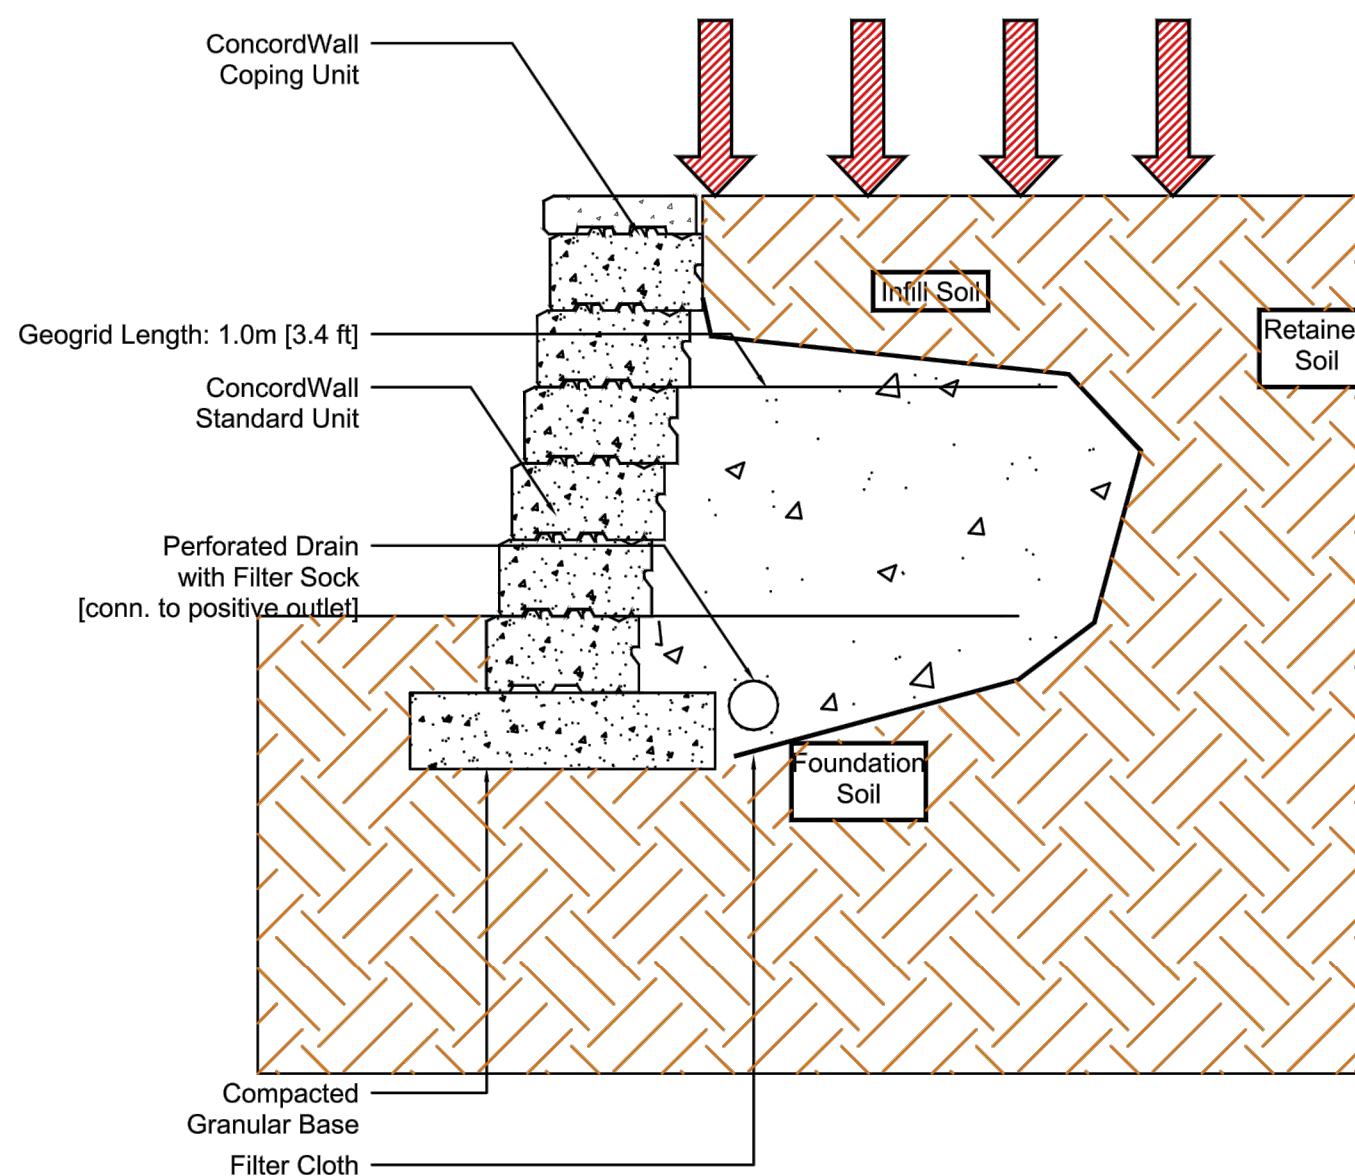 ConcordWall
Coping Unit
Infill Soil
Retaine
Soil
Geogrid Length: 1.0m [3.4 ft]
ConcordWall
Standard Unit
Perforated Drain
with Filter Sock
[conn. to positive outlet]
Foundation
Soil
Compacted
Granular Base
Filter Cloth